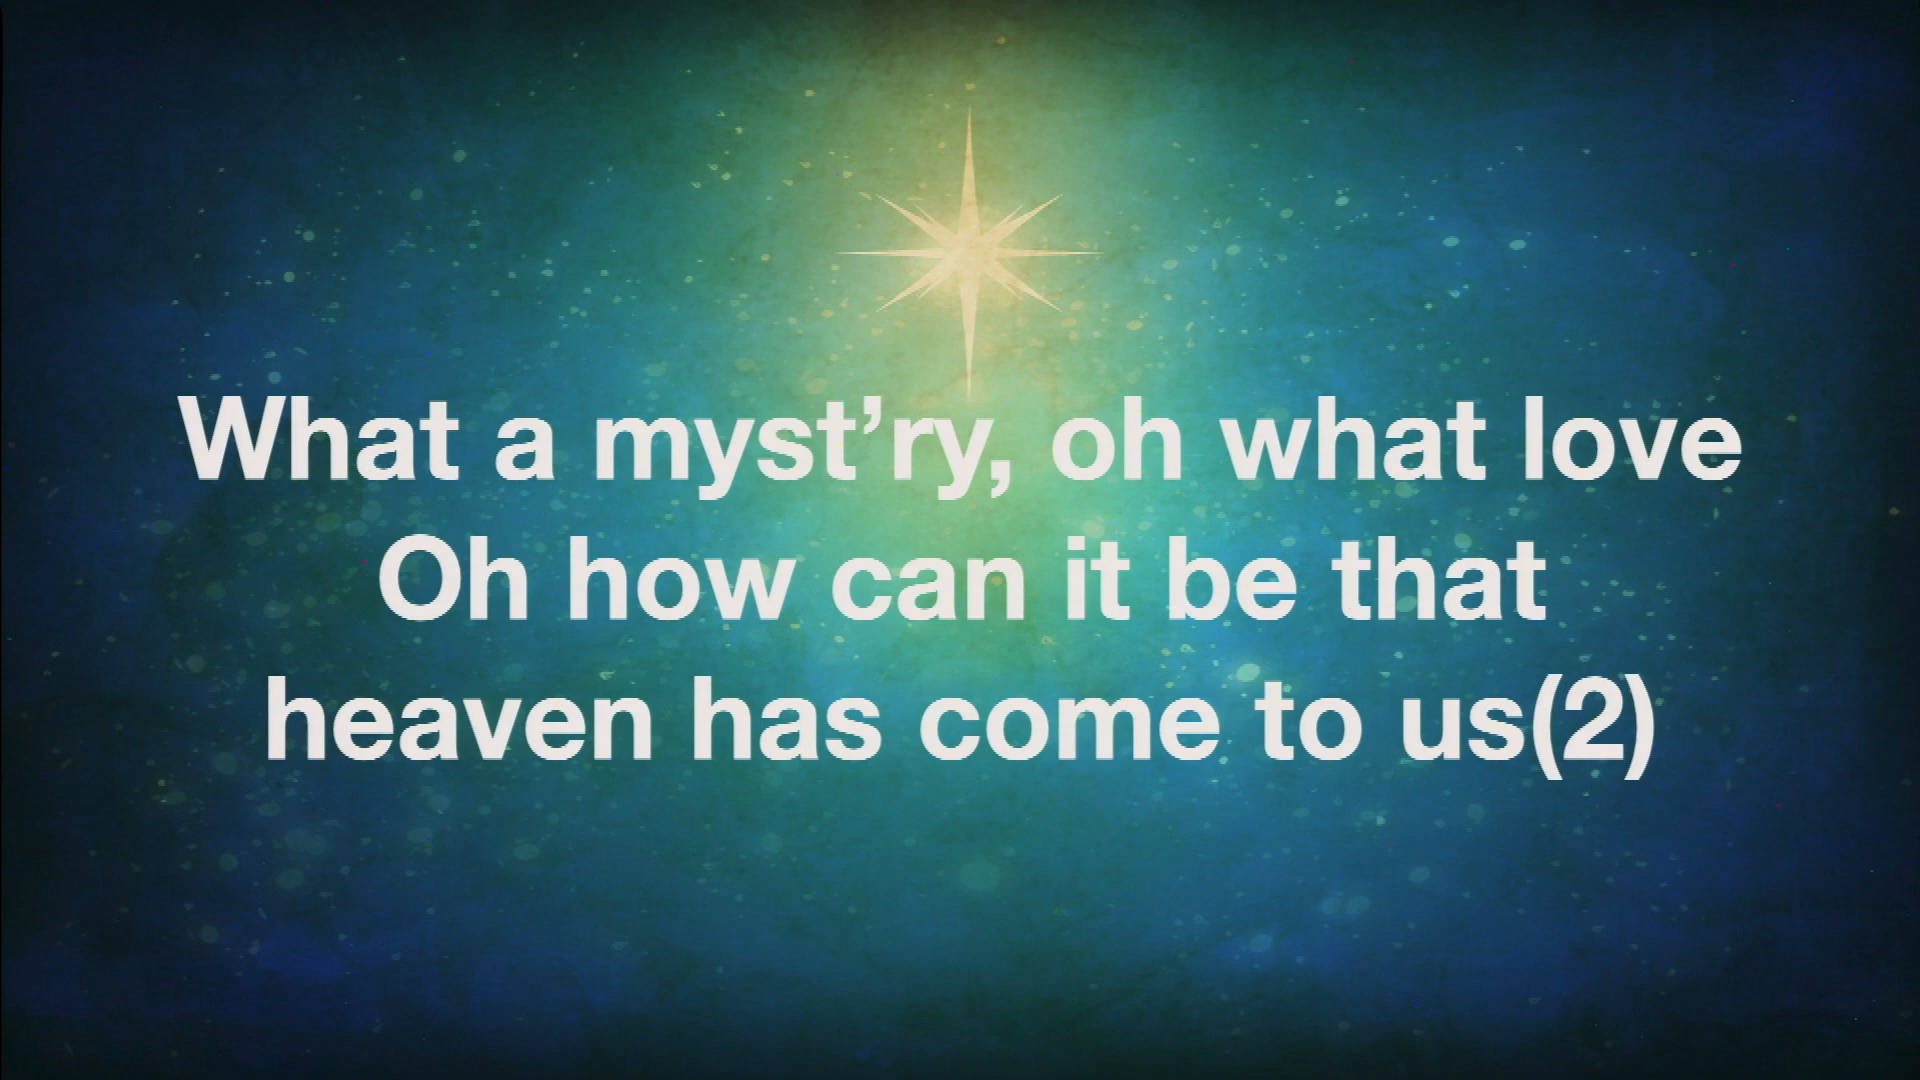 What a myst’ry, oh what love
Oh how can it be that
heaven has come to us(2)